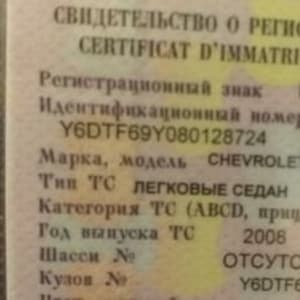 СВИДЕТЕЛЬСТВО О РЕГИС
CERTIFICAT D'IMMATRI
Регистрационный знак
Идентификационный номер
Y6DTF69Y080128724
Марка, модель CHEVROLET
Тип ТС ЛЕГКОВЫЕ СЕДАН
Категория ТС (ABCD, приц
Год выпуска ТС 2008
Шасси № ОТСУТС
Кузов № Y6DTF6